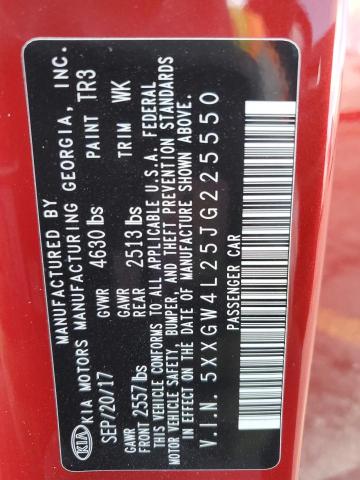 MANUFACTURED BY
KIA KIA MOTORS MANUFACTURING GEORGIA, INC.
SEP/20/17 GVWR 4630 lbs PAINT TR3
GAWR FRONT 2557 lbs GAWR REAR 2513 lbs TRIM WK
THIS VEHICLE CONFORMS TO ALL APPLICABLE U.S.A. FEDERAL
MOTOR VEHICLE SAFETY, BUMPER, AND THEFT PREVENTION STANDARDS
IN EFFECT ON THE DATE OF MANUFACTURE SHOWN ABOVE.
V.I.N. 5XXGW4L25JG225550
PASSENGER CAR